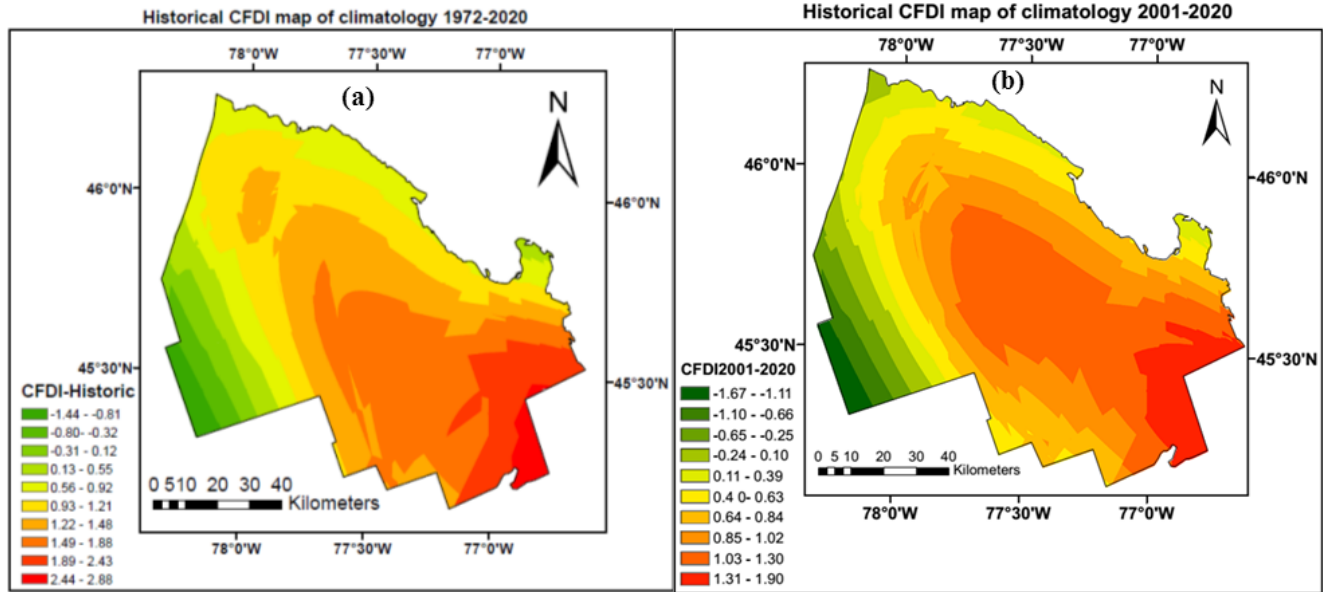 Historical CFDI map of climatology 1972-2020
78°0'W 77°30'W 77°0'W
(a)
N
46°0'N
46°0'N
45°30'N
45°30'N
CFDI-Historic
-1.44 - -0.81
-0.80- -0.32
-0.31 - 0.12
0.13 - 0.55
0.56 - 0.92
0.93 - 1.21
1.22 - 1.48
1.49 - 1.88
1.89 - 2.43
2.44 - 2.88
0 510 20 30 40
Kilometers
78°0'W 77°30'W 77°0'W
Historical CFDI map of climatology 2001-2020
78°0'W 77°30'W 77°0'W
(b)
N
46°0'N
46°0'N
45°30'N
45°30'N
CFDI2001-2020
-1.67 - -1.11
-1.10 - -0.66
-0.65 - -0.25
-0.24 - 0.10
0.11 - 0.39
0.4 0- 0.63
0.64 - 0.84
0.85 - 1.02
1.03 - 1.30
1.31 - 1.90
0 5 10 20 30 40
Kilometers
78°0'W 77°30'W 77°0'W